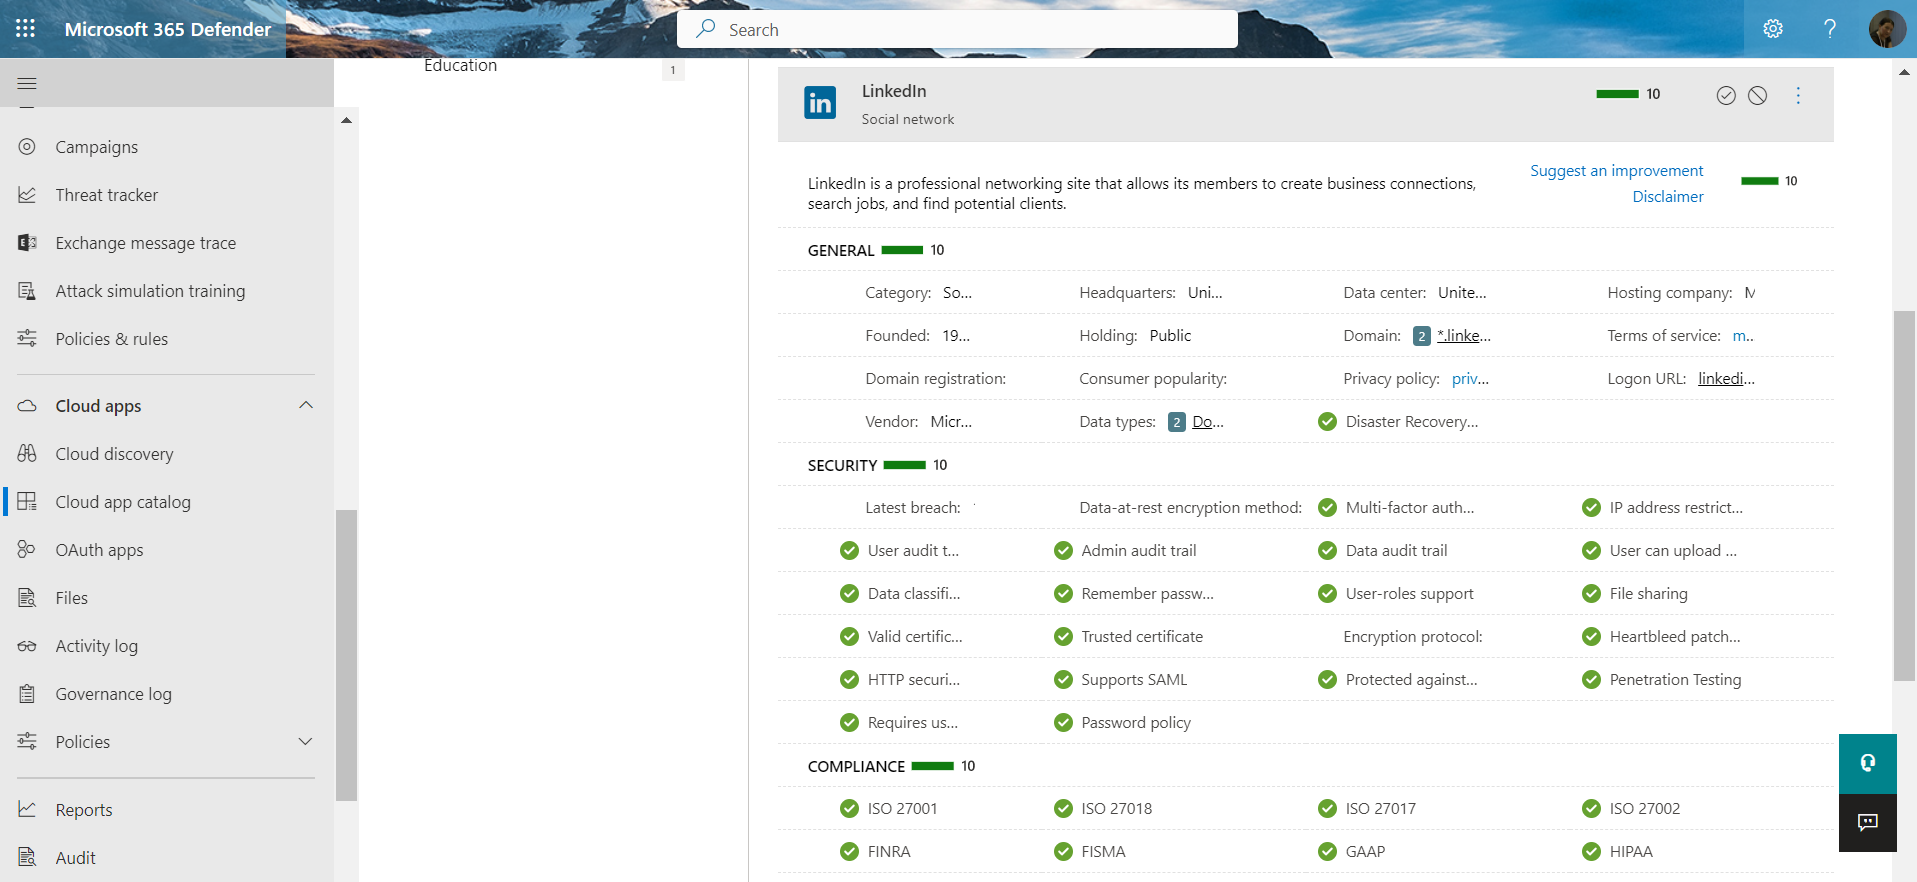 Microsoft 365 Defender
Search
Education
1
Campaigns
Threat tracker
Exchange message trace
Attack simulation training
Policies & rules
Cloud apps
Cloud discovery
Cloud app catalog
OAuth apps
Files
Activity log
Governance log
Policies
Reports
Audit
in LinkedIn 10
Social network
LinkedIn is a professional networking site that allows its members to create business connections,
search jobs, and find potential clients.
Suggest an improvement
Disclaimer
10
GENERAL 10
Category: So... Headquarters: Uni... Data center: Unite... Hosting company:
Founded: 19... Holding: Public Domain: 2 *.linke... Terms of service: m..
Domain registration: Consumer popularity: Privacy policy: priv... Logon URL: linkedi...
Vendor: Micr... Data types: 2 Do... Disaster Recovery...
SECURITY 10
Latest breach: Data-at-rest encryption method: Multi-factor auth... IP address restrict...
User audit t... Admin audit trail Data audit trail User can upload ...
Data classifi... Remember passw... User-roles support File sharing
Valid certific... Trusted certificate Encryption protocol: Heartbleed patch...
HTTP securi... Supports SAML Protected against... Penetration Testing
Requires us... Password policy
COMPLIANCE 10
ISO 27001 ISO 27018 ISO 27017 ISO 27002
FINRA FISMA GAAP HIPAA